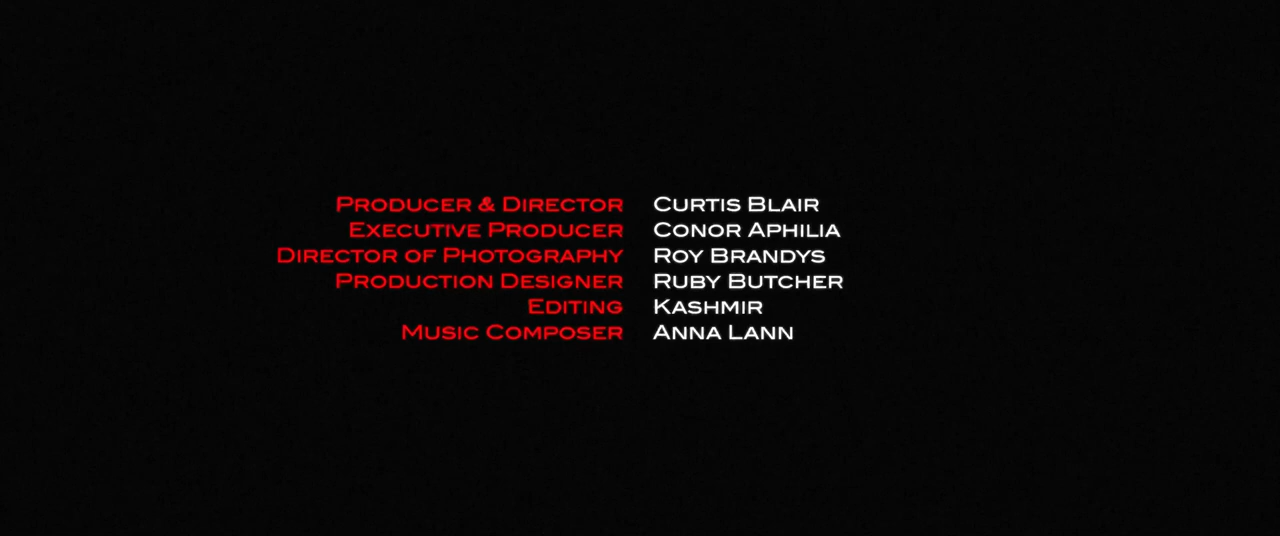 Producer & Director Curtis Blair
Executive Producer Conor Aphilia
Director of Photography Roy Brandys
Production Designer Ruby Butcher
Editing Kashmir
Music Composer Anna Lann